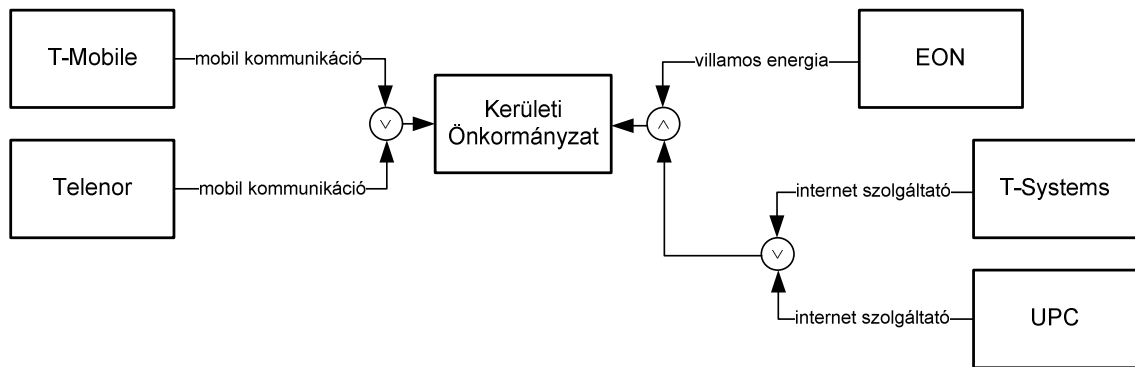 T-Mobile
mobil kommunikáció
Telenor
mobil kommunikáció
˅
Kerületi
Önkormányzat
˄
villamos energia
EON
internet szolgáltató
T-Systems
˅
internet szolgáltató
UPC